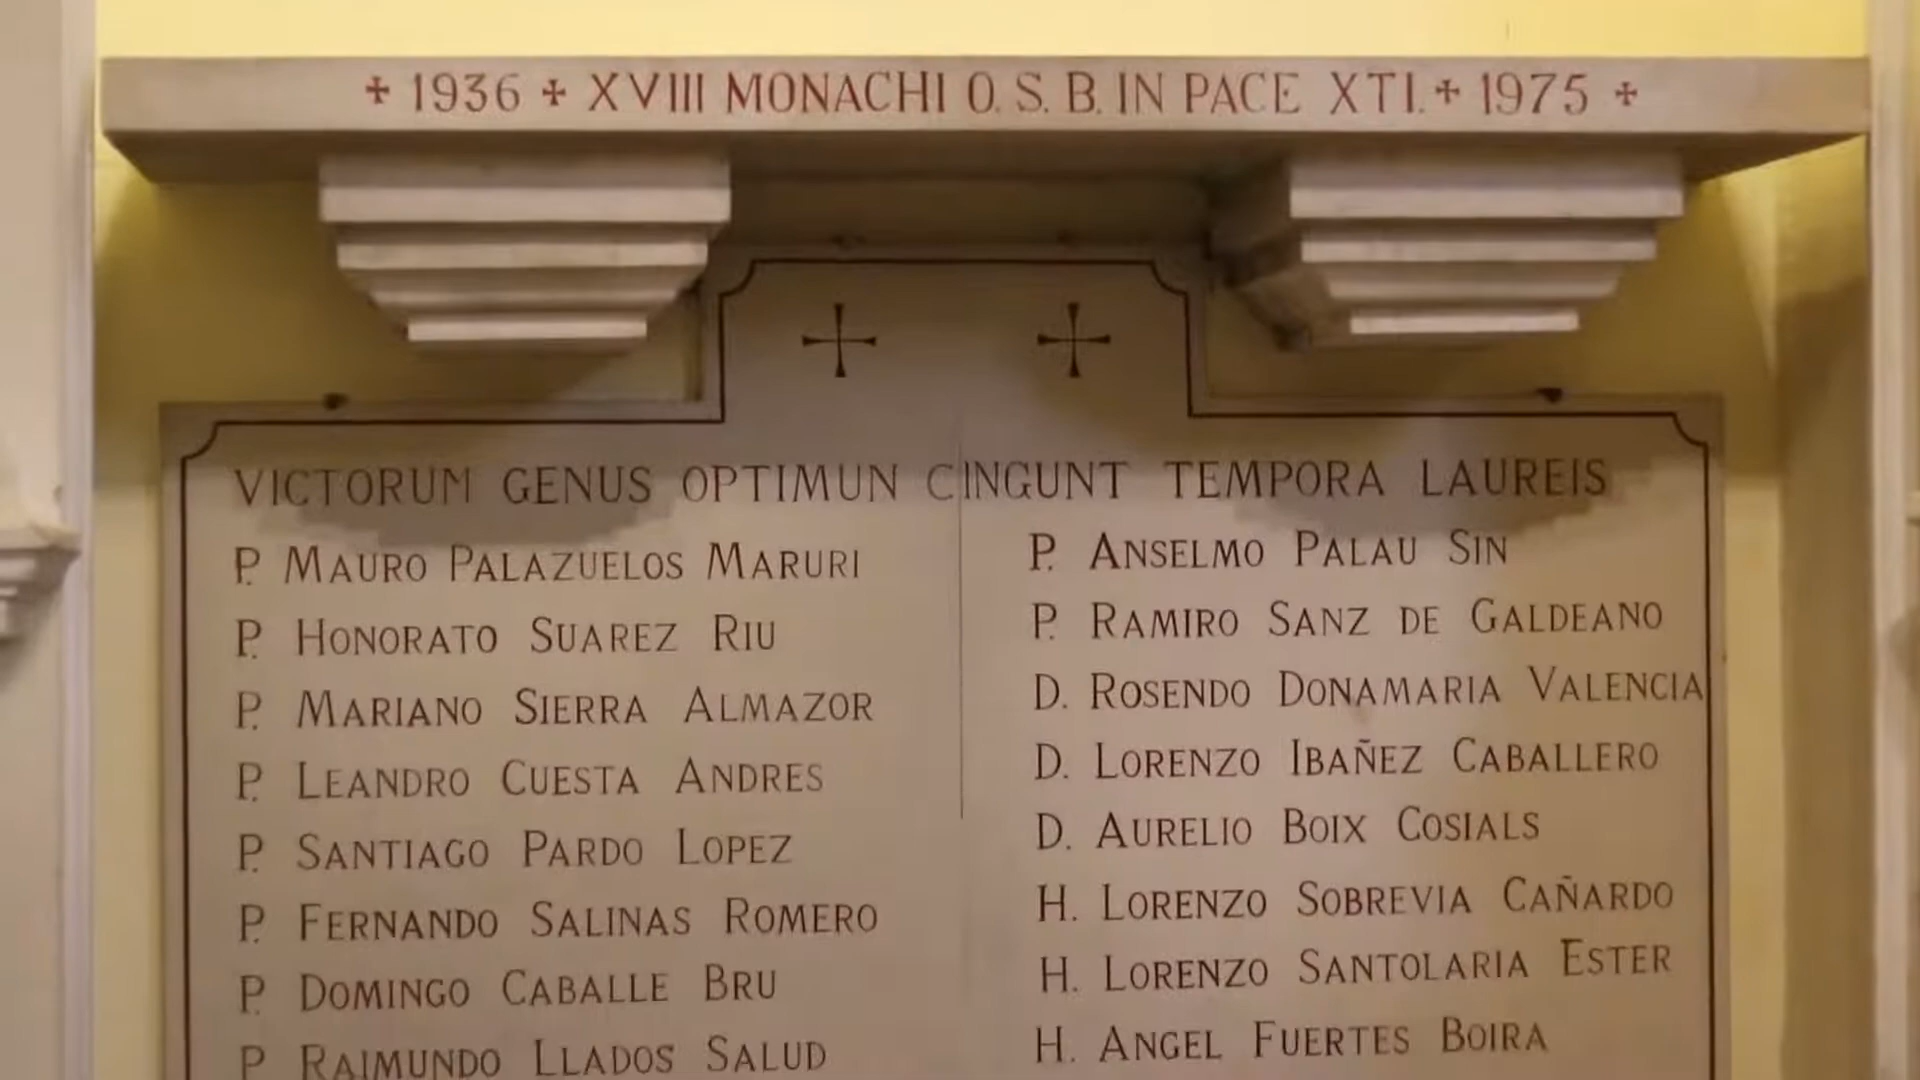 ✠ 1936 ✠ XVIII MONACHI O. S. B. IN PACE XTI. ✠ 1975 ✠
VICTORUM GENUS OPTIMUN CINGUNT TEMPORA LAUREIS
P. MAURO PALAZUELOS MARURI
P. HONORATO SUAREZ RIU
P. MARIANO SIERRA ALMAZOR
P. LEANDRO CUESTA ANDRES
P. SANTIAGO PARDO LOPEZ
P. FERNANDO SALINAS ROMERO
P. DOMINGO CABALLE BRU
P. RAIMUNDO LLADOS SALUD
P. ANSELMO PALAU SIN
P. RAMIRO SANZ DE GALDEANO
D. ROSENDO DONAMARIA VALENCIA
D. LORENZO IBAÑEZ CABALLERO
D. AURELIO BOIX COSIALS
H. LORENZO SOBREVIA CAÑARDO
H. LORENZO SANTOLARIA ESTER
H. ANGEL FUERTES BOIRA